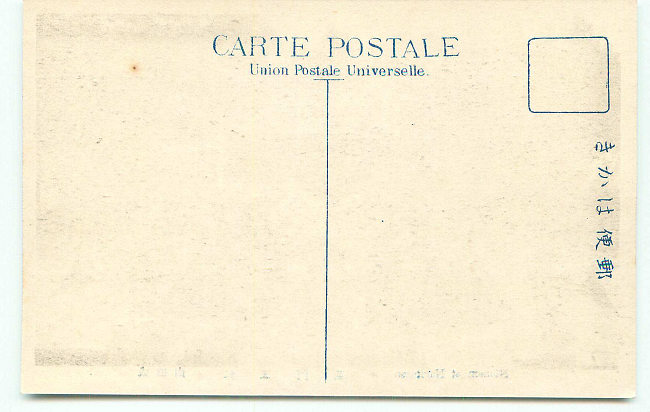 CARTE POSTALE
Union Postale Universelle.
郵便はかき